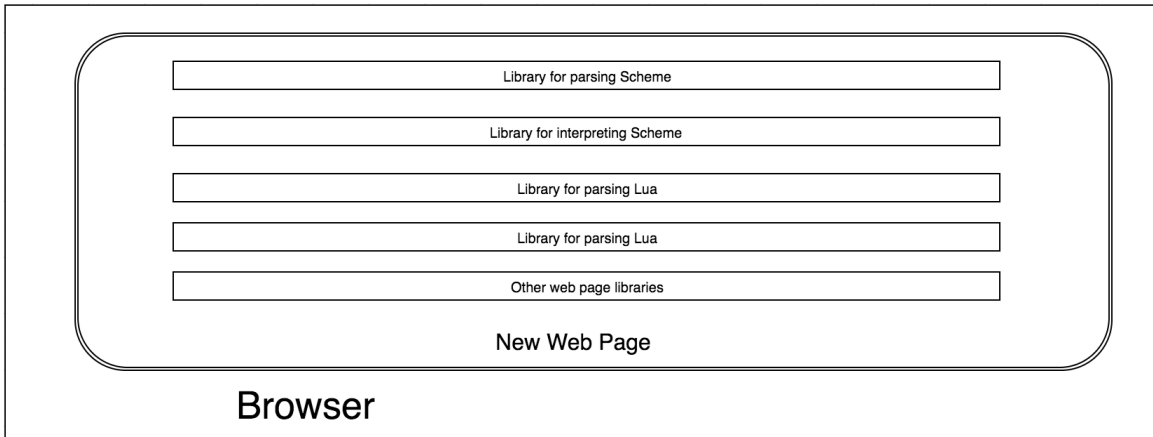 Library for parsing Scheme
Library for interpreting Scheme
Library for parsing Lua
Library for parsing Lua
Other web page libraries
New Web Page
Browser